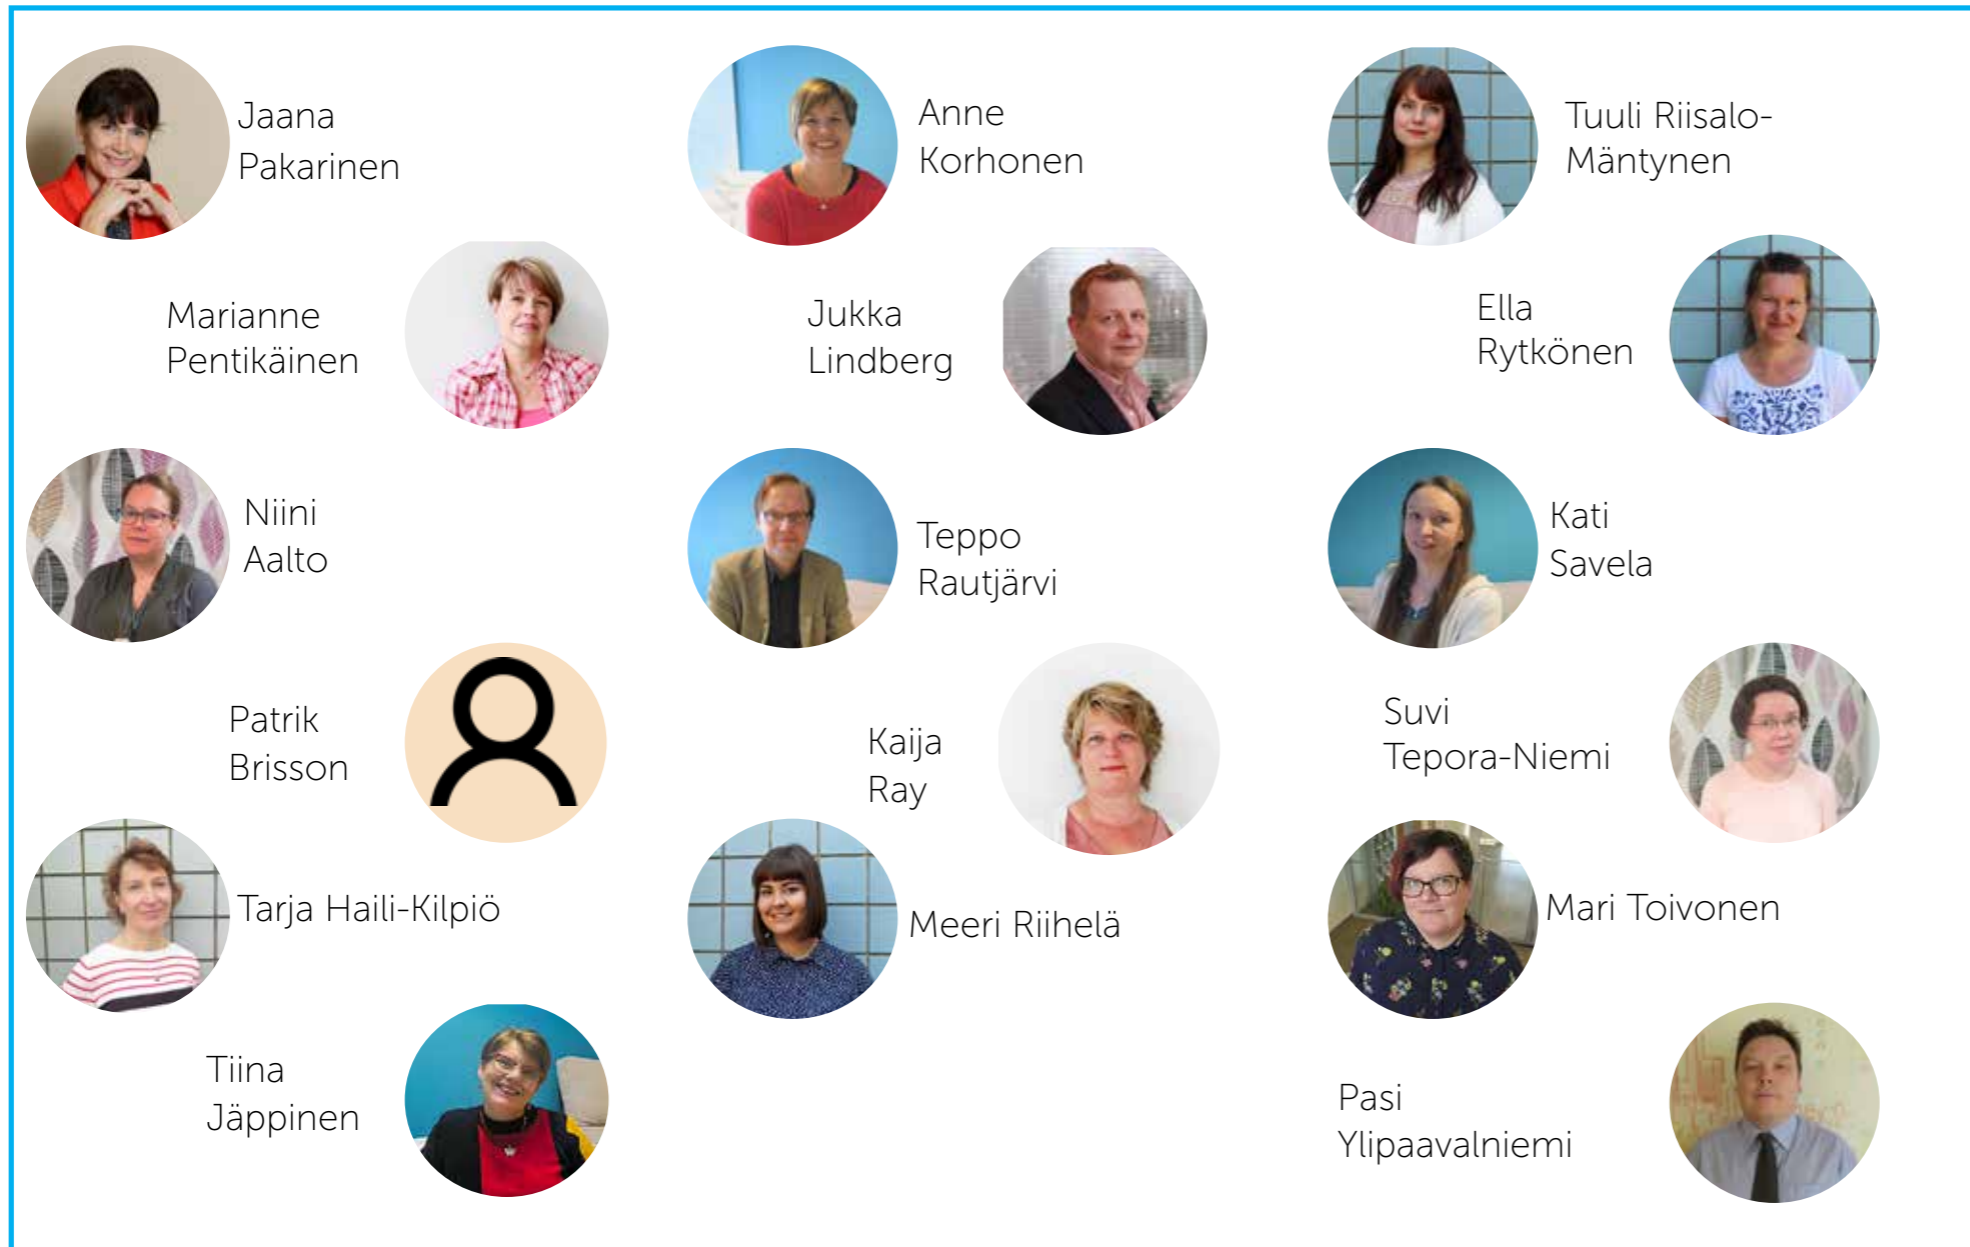 Jaana
Pakarinen
Anne
Korhonen
Tuuli Riisalo-
Mäntynen
Marianne
Pentikäinen
Jukka
Lindberg
Ella
Rytkönen
Niini
Aalto
Teppo
Rautjärvi
Kati
Savela
Patrik
Brisson
Kaija
Ray
Suvi
Tepora-Niemi
Tarja Haili-Kilpiö
Meeri Riihelä
Mari Toivonen
Tiina
Jäppinen
Pasi
Ylipaavalniemi